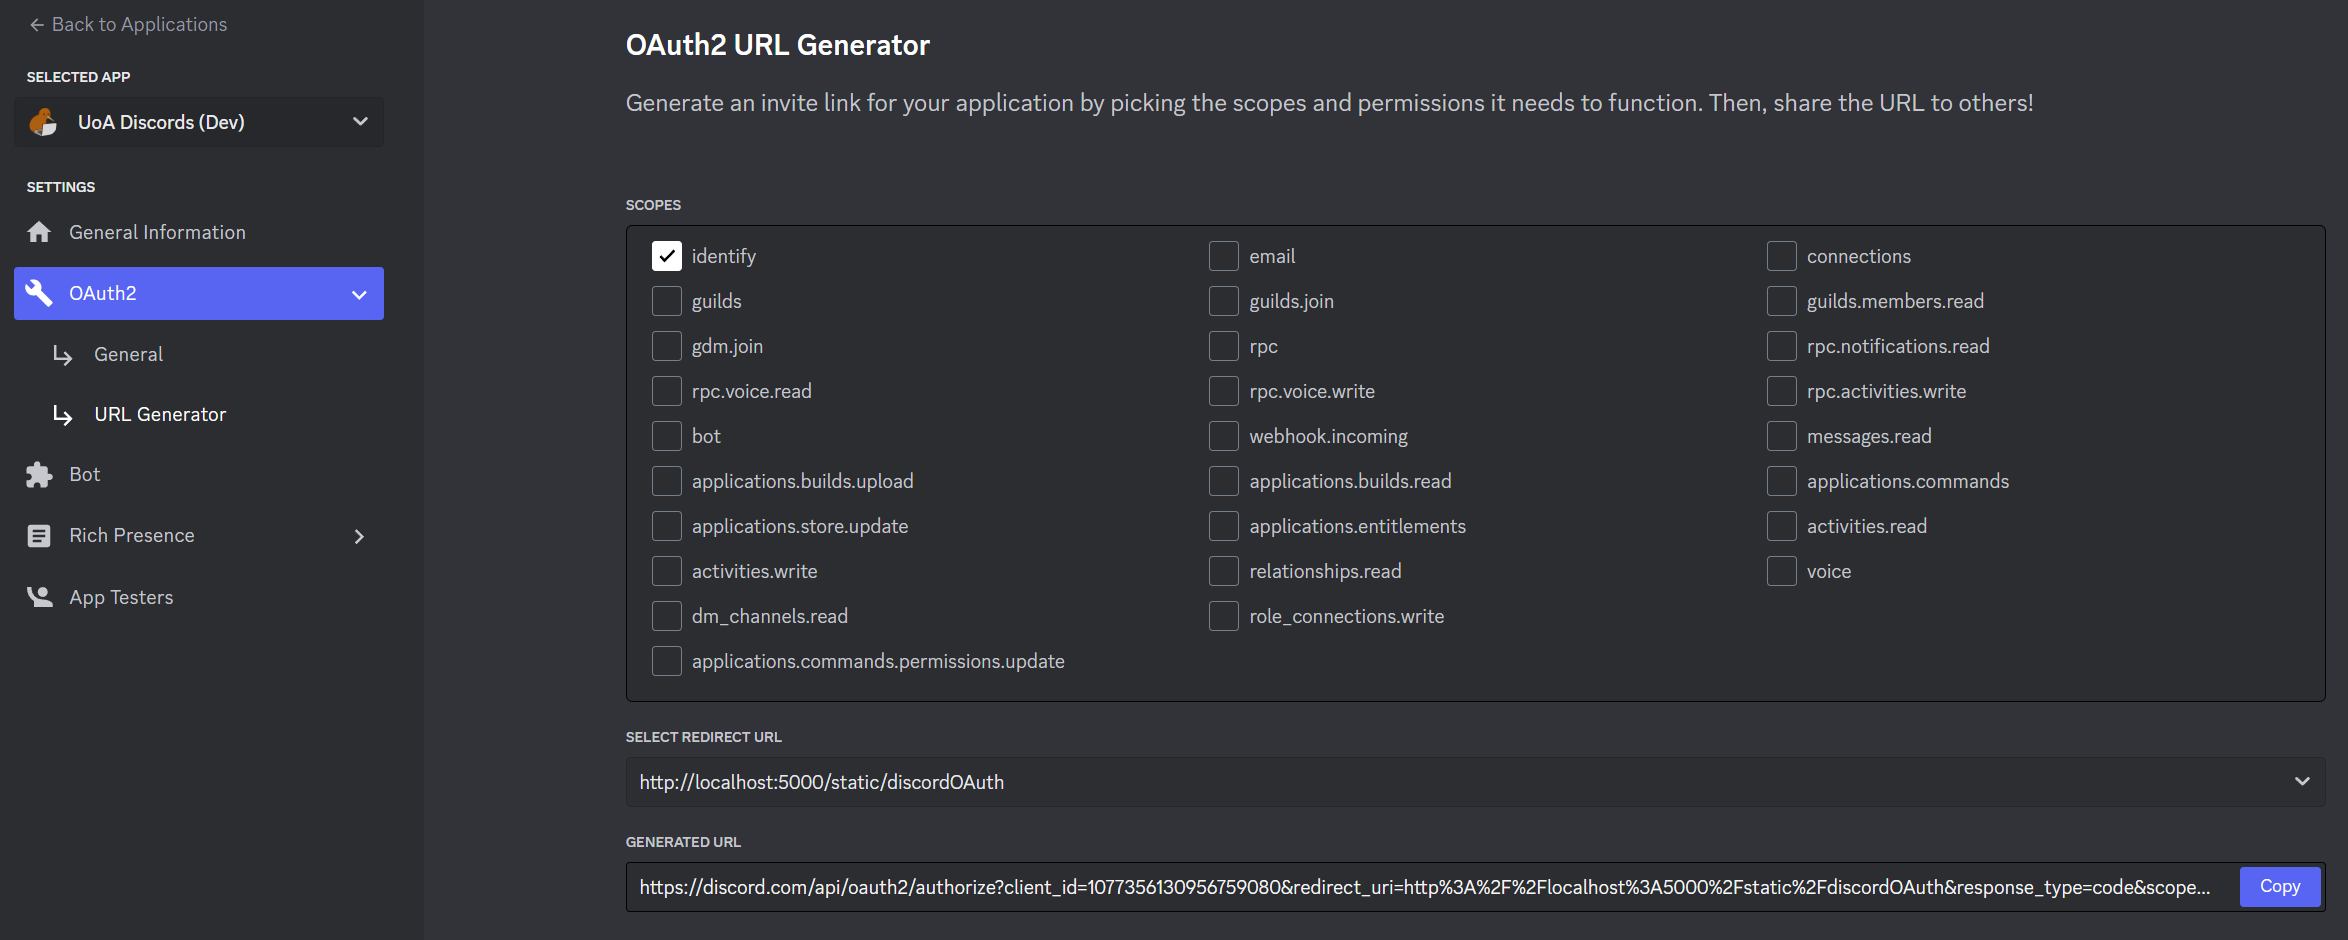 ← Back to Applications
SELECTED APP
UoA Discords (Dev)
SETTINGS
General Information
OAuth2
General
URL Generator
Bot
Rich Presence
App Testers
OAuth2 URL Generator
Generate an invite link for your application by picking the scopes and permissions it needs to function. Then, share the URL to others!
SCOPES
identify email connections
guilds guilds.join guilds.members.read
gdm.join rpc rpc.notifications.read
rpc.voice.read rpc.voice.write rpc.activities.write
bot webhook.incoming messages.read
applications.builds.upload applications.builds.read applications.commands
applications.store.update applications.entitlements activities.read
activities.write relationships.read voice
dm_channels.read role_connections.write
applications.commands.permissions.update
SELECT REDIRECT URL
http://localhost:5000/static/discordOAuth
GENERATED URL
https://discord.com/api/oauth2/authorize?client_id=1077356130956759080&redirect_uri=http%3A%2F%2Flocalhost%3A5000%2Fstatic%2FdiscordOAuth&response_type=code&scope... Copy